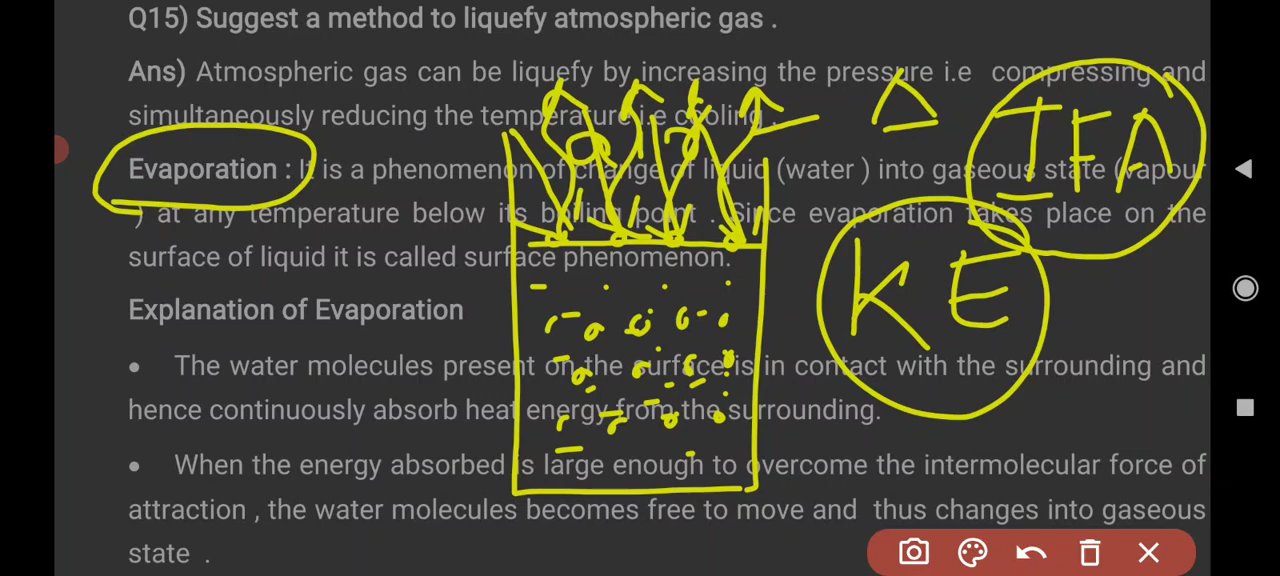 Q15) Suggest a method to liquefy atmospheric gas .
Ans) Atmospheric gas can be liquefy by increasing the pressure i.e compressing and
simultaneously reducing the temperature i.e cooling .
Δ IFA
Evaporation : It is a phenomenon of change of liquid (water ) into gaseous state (vapour
) at any temperature below its boiling point . Since evaporation takes place on the
surface of liquid it is called surface phenomenon.
KE
Explanation of Evaporation
● The water molecules present on the surface is in contact with the surrounding and
hence continuously absorb heat energy from the surrounding.
● When the energy absorbed is large enough to overcome the intermolecular force of
attraction , the water molecules becomes free to move and thus changes into gaseous
state .